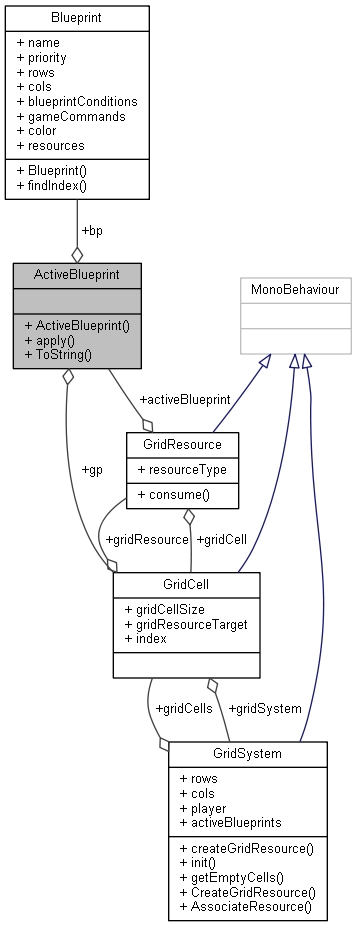 Blueprint
+ name
+ priority
+ rows
+ cols
+ blueprintConditions
+ gameCommands
+ color
+ resources
+ Blueprint()
+ findIndex()
+bp
ActiveBlueprint
+ ActiveBlueprint()
+ apply()
+ ToString()
MonoBehaviour
+activeBlueprint
GridResource
+ resourceType
+ consume()
+gp
+gridResource
+gridCell
GridCell
+ gridCellSize
+ gridResourceTarget
+ index
+gridCells
+gridSystem
GridSystem
+ rows
+ cols
+ player
+ activeBlueprints
+ createGridResource()
+ init()
+ getEmptyCells()
+ CreateGridResource()
+ AssociateResource()